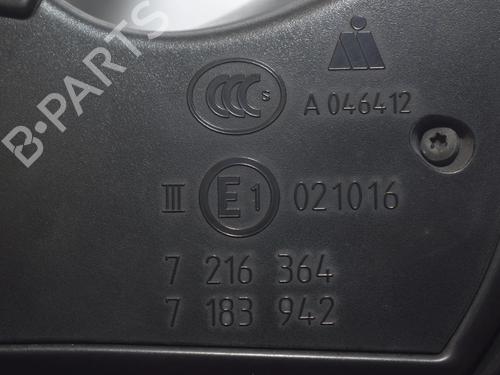 B-PARTS
CCC S
A 046412
III E1 021016
7 216 364
7 183 942